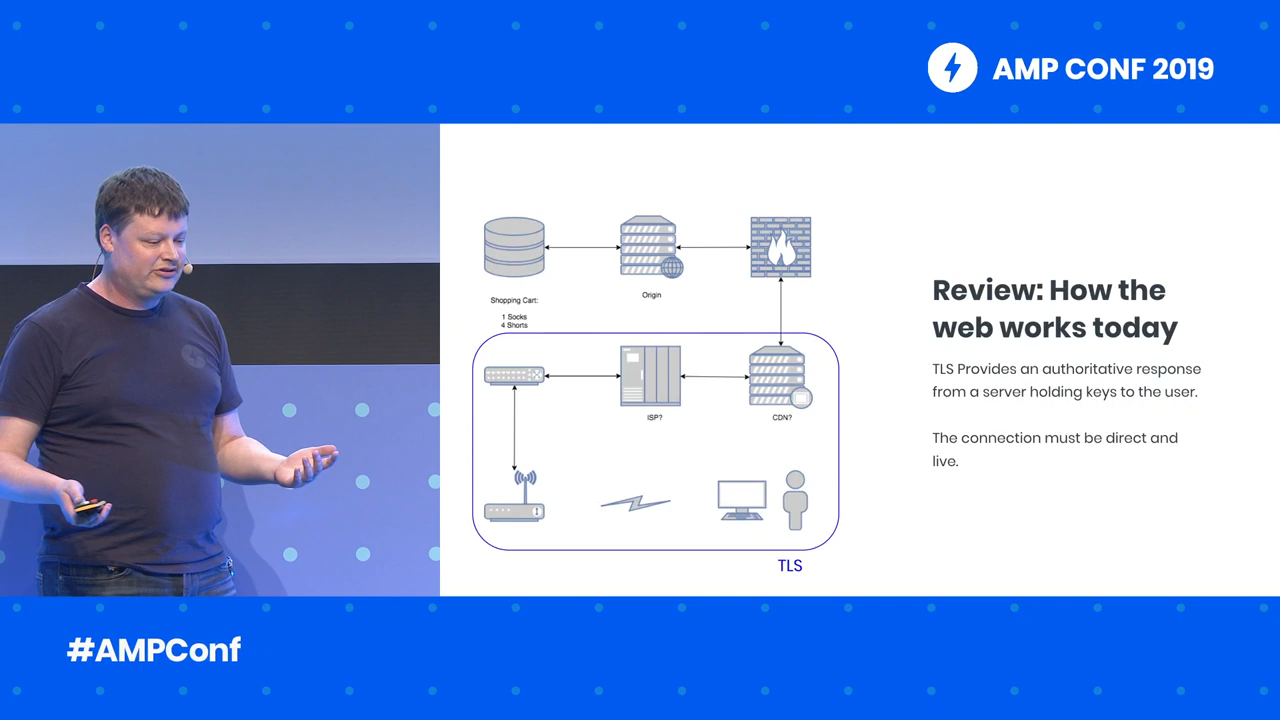 AMP CONF 2019
Shopping Cart:
1 Socks
4 Shorts
Origin
ISP?
CDN?
TLS
Review: How the
web works today
TLS Provides an authoritative response
from a server holding keys to the user.
The connection must be direct and
live.
#AMPConf